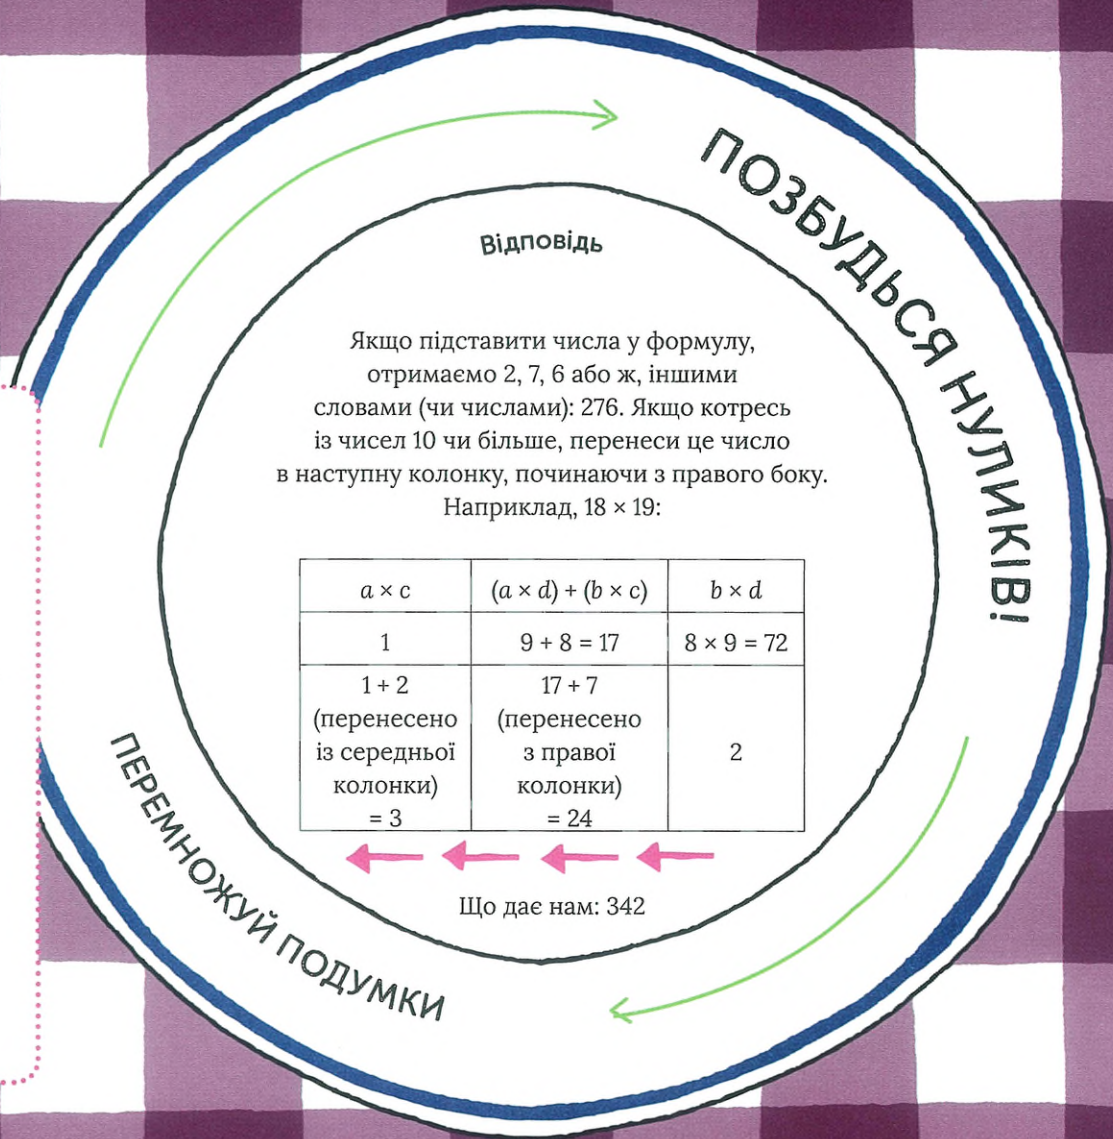 ПОЗБУДЬСЯ НУЛИКІВ!
Відповідь
Якщо підставити числа у формулу,
отримаємо 2, 7, 6 або ж, іншими
словами (чи числами): 276. Якщо котресь
із чисел 10 чи більше, перенеси це число
в наступну колонку, починаючи з правого боку.
Наприклад, 18 × 19:
a × c (a × d) + (b × c) b × d
1 9 + 8 = 17 8 × 9 = 72
1 + 2
(перенесено
із середньої
колонки)
= 3
17 + 7
(перенесено
з правої
колонки)
= 24
2
Що дає нам: 342
ПЕРЕМНОЖУЙ ПОДУМКИ